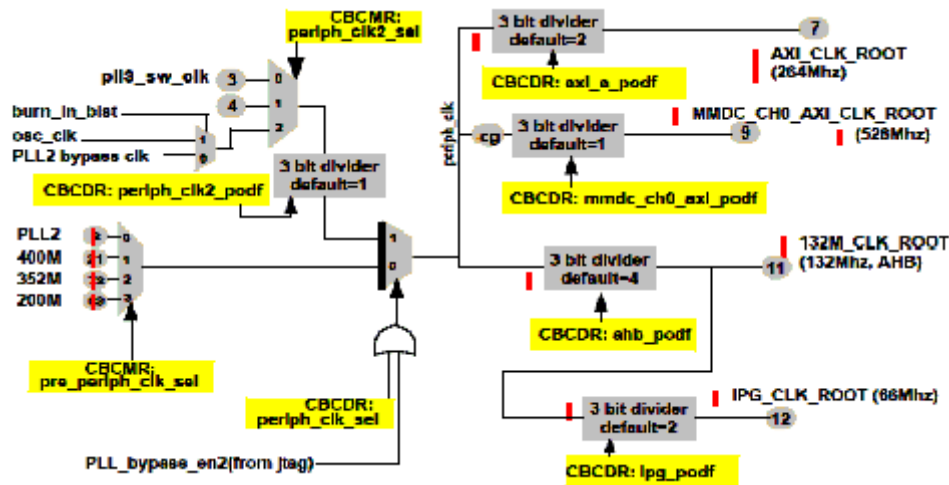 CBCMR:
periph_clk2_sel
pll3_sw_clk
3
0
4
1
2
burn_in_bist
osc_clk
PLL2 bypass clk
1
0
3 bit divider
default=1
CBCDR: periph_clk2_podf
PLL2
400M
352M
200M
0
1
2
3
CBCMR:
pre_periph_clk_sel
1
0
CBCDR:
periph_clk_sel
PLL_bypass_en2(from jtag)
periph_clk
3 bit divider
default=2
7
AXI_CLK_ROOT
(264Mhz)
CBCDR: axi_a_podf
cg
3 bit divider
default=1
MMDC_CH0_AXI_CLK_ROOT
9
(528Mhz)
CBCDR: mmdc_ch0_axi_podf
3 bit divider
default=4
11
132M_CLK_ROOT
(132Mhz, AHB)
CBCDR: ahb_podf
3 bit divider
default=2
12
IPG_CLK_ROOT (66Mhz)
CBCDR: ipg_podf